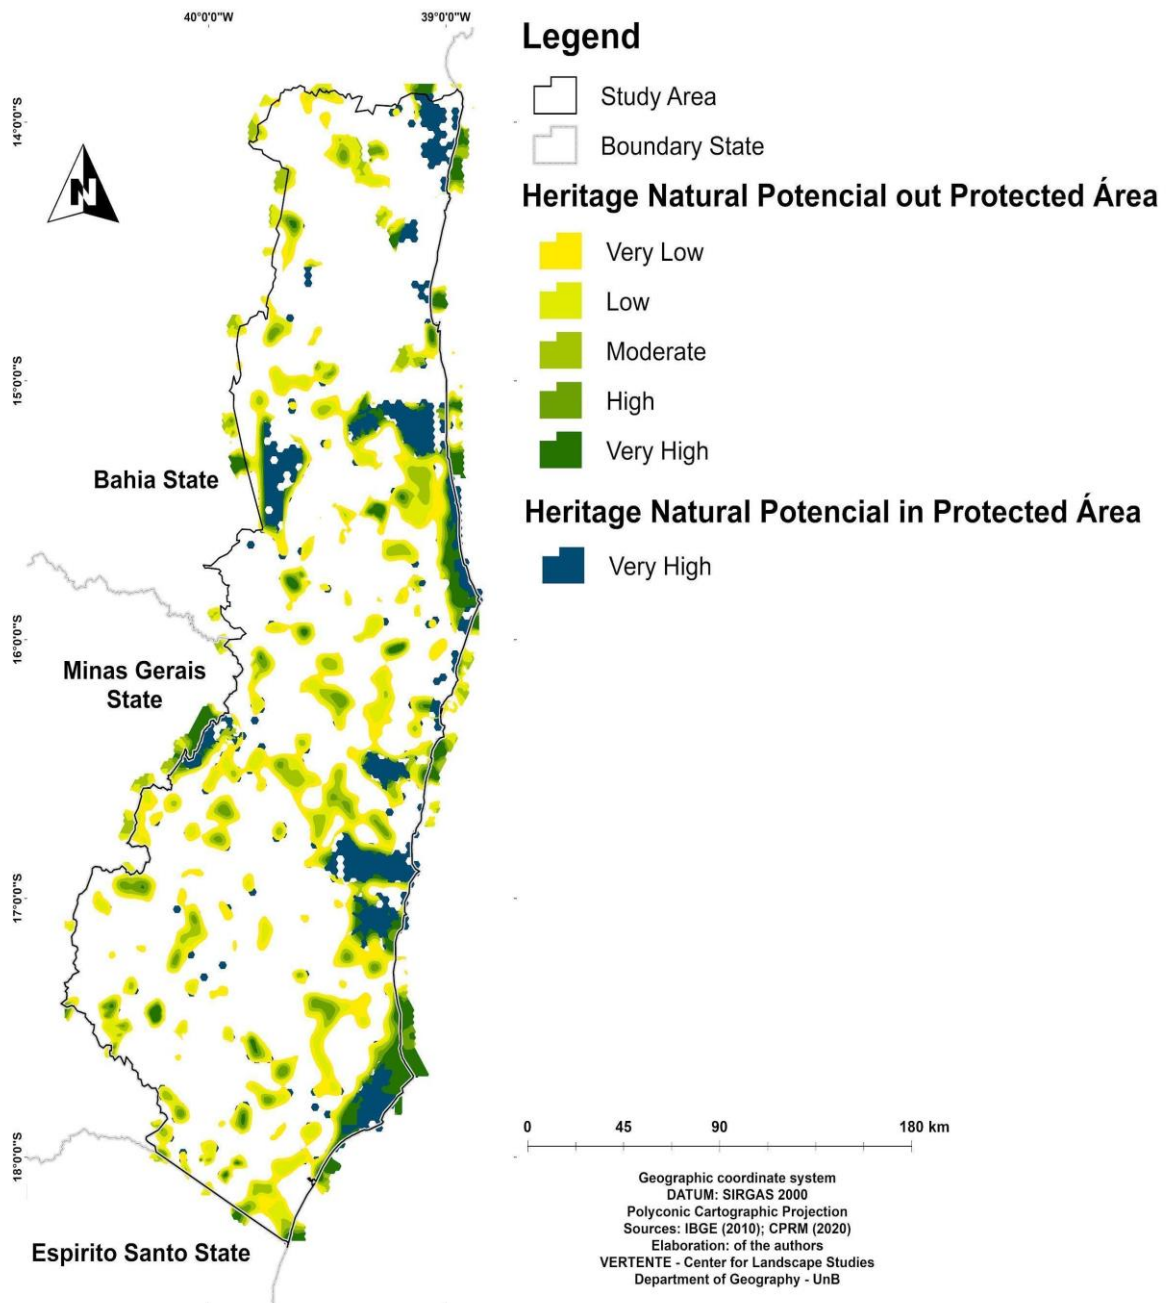 40°0'0"W
39°0'0"W
Legend
Study Area
Boundary State
Heritage Natural Potencial out Protected Área
Very Low
Low
Moderate
High
Very High
Heritage Natural Potencial in Protected Área
Very High
14°0'0"S
N
15°0'0"S
Bahia State
16°0'0"S
Minas Gerais
State
17°0'0"S
18°0'0"S
Espirito Santo State
0 45 90 180 km
Geographic coordinate system
DATUM: SIRGAS 2000
Polyconic Cartographic Projection
Sources: IBGE (2010); CPRM (2020)
Elaboration: of the authors
VERTENTE - Center for Landscape Studies
Department of Geography - UnB